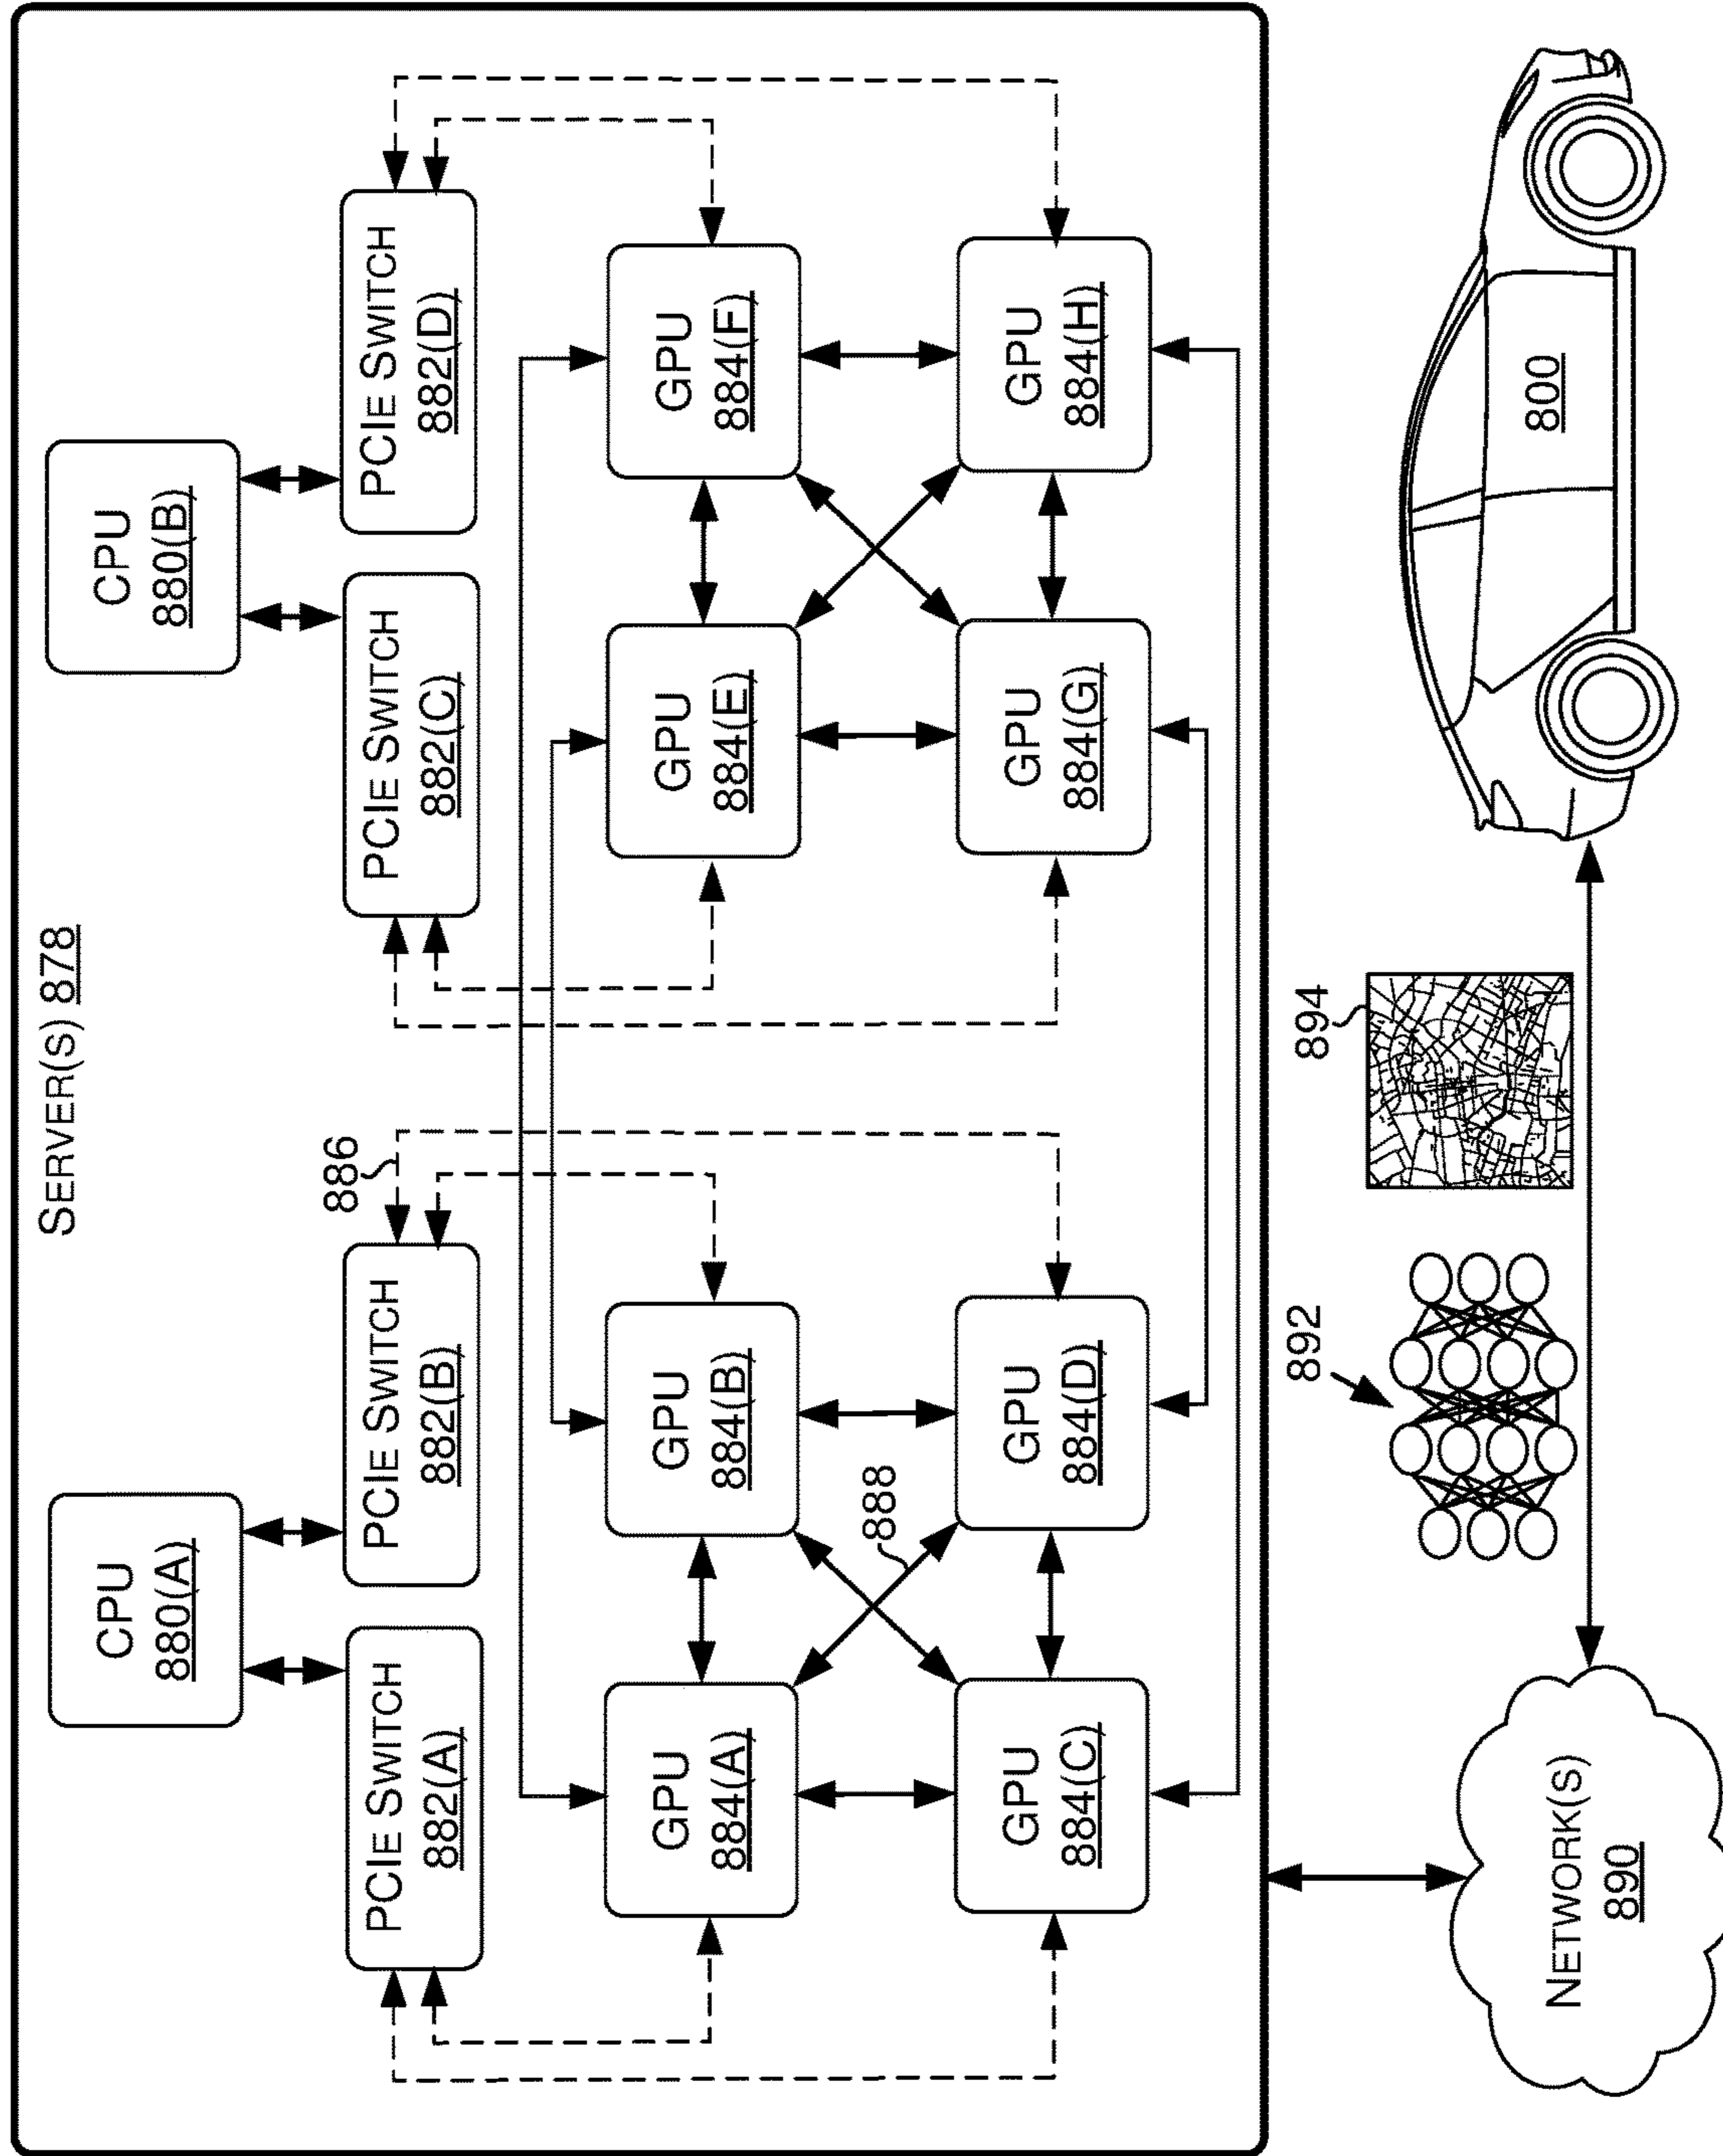 SERVER(S) 878
CPU
880(A)
CPU
880(B)
PCIE SWITCH
882(A)
PCIE SWITCH
882(B)
886
PCIE SWITCH
882(C)
PCIE SWITCH
882(D)
GPU
884(A)
GPU
884(B)
GPU
884(E)
GPU
884(F)
888
GPU
884(C)
GPU
884(D)
GPU
884(G)
GPU
884(H)
NETWORK(S)
890
892
894
800